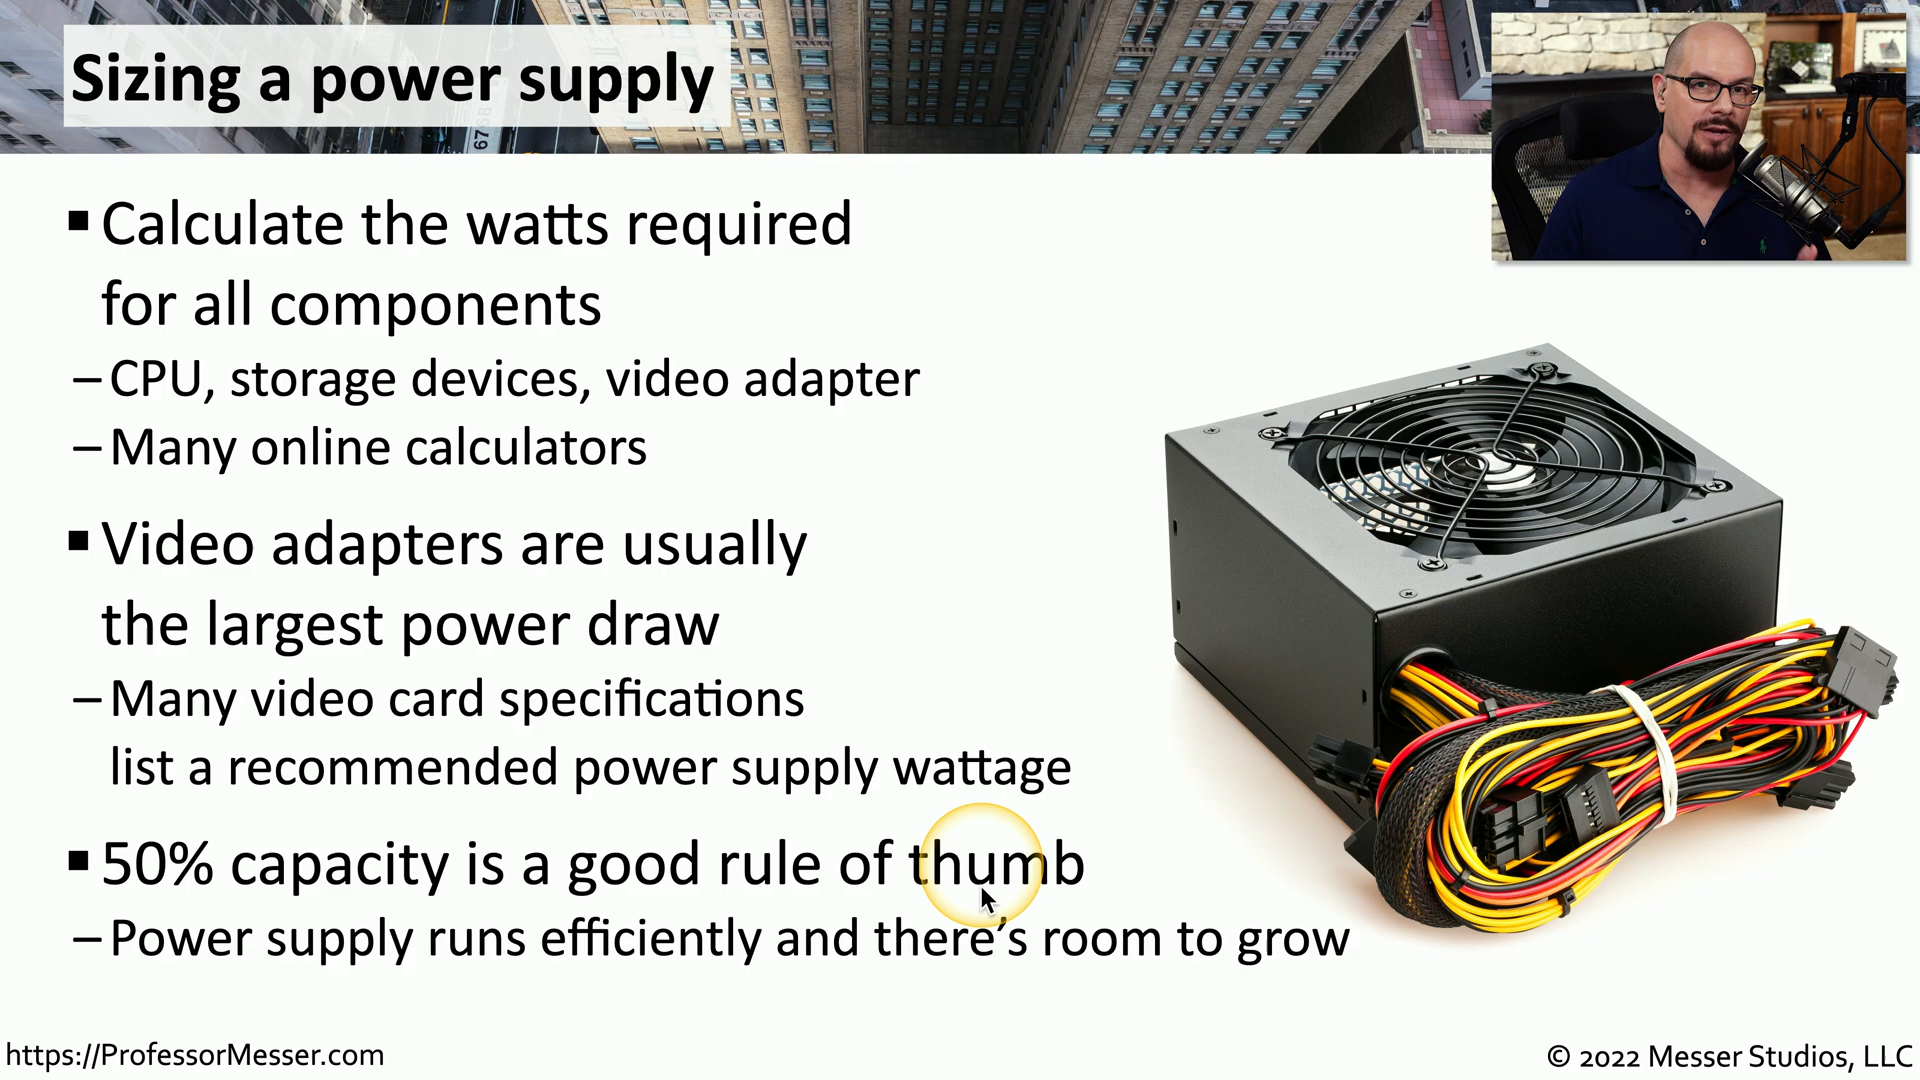 Sizing a power supply
▪ Calculate the watts required
for all components
– CPU, storage devices, video adapter
– Many online calculators
▪ Video adapters are usually
the largest power draw
– Many video card specifications
list a recommended power supply wattage
▪ 50% capacity is a good rule of thumb
– Power supply runs efficiently and there's room to grow
https://ProfessorMesser.com
© 2022 Messer Studios, LLC